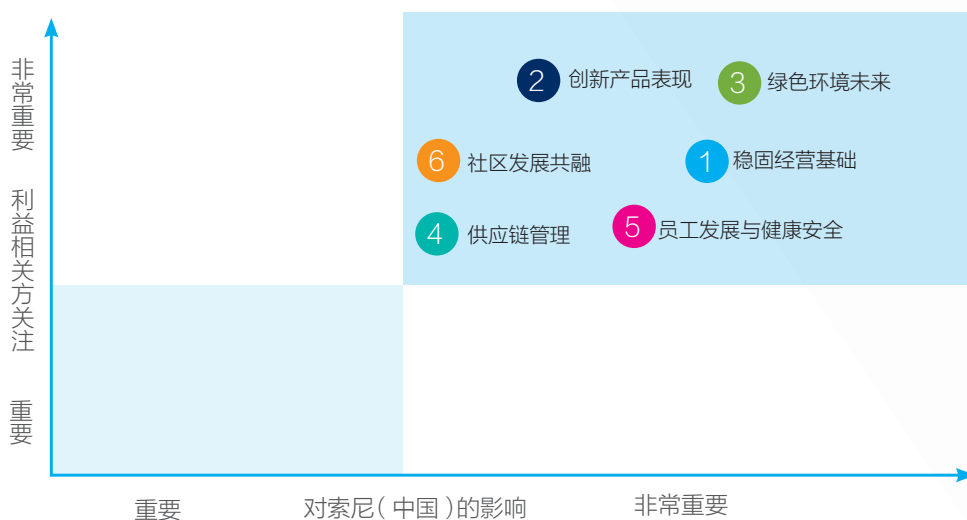 非常重要
利益相关方关注
重要
2 创新产品表现
3 绿色环境未来
6 社区发展共融
1 稳固经营基础
4 供应链管理
5 员工发展与健康安全
重要
对索尼(中国)的影响
非常重要